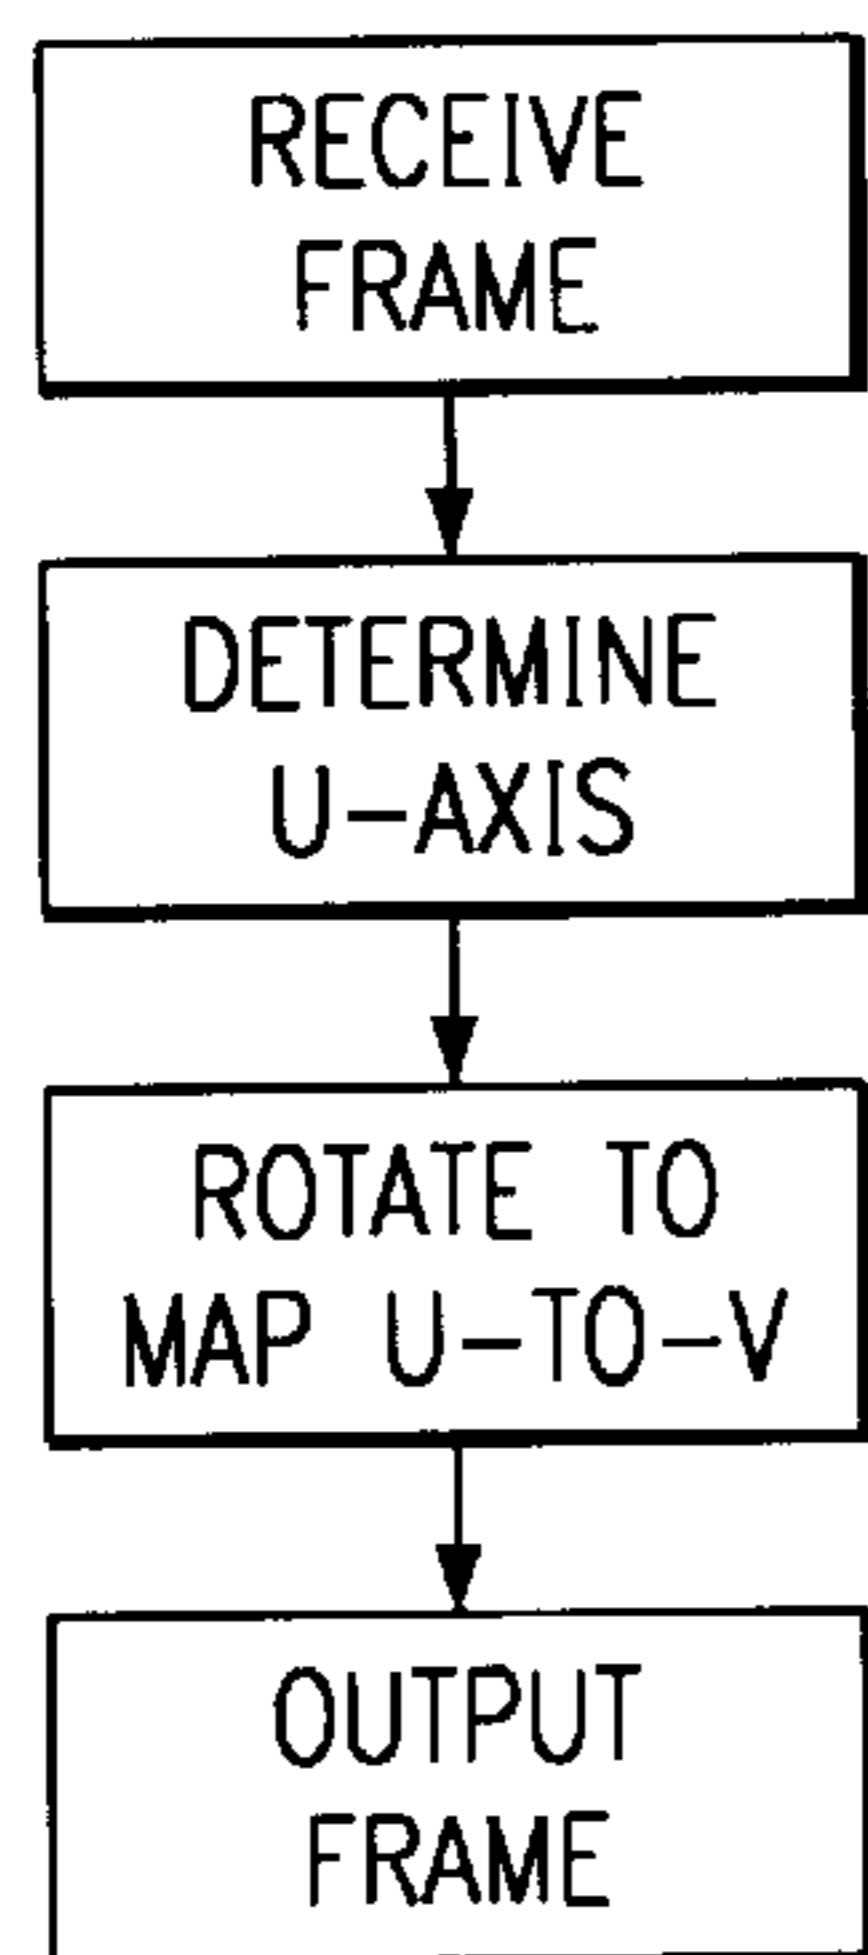 RECEIVE
FRAME
DETERMINE
U-AXIS
ROTATE TO
MAP U-TO-V
OUTPUT
FRAME